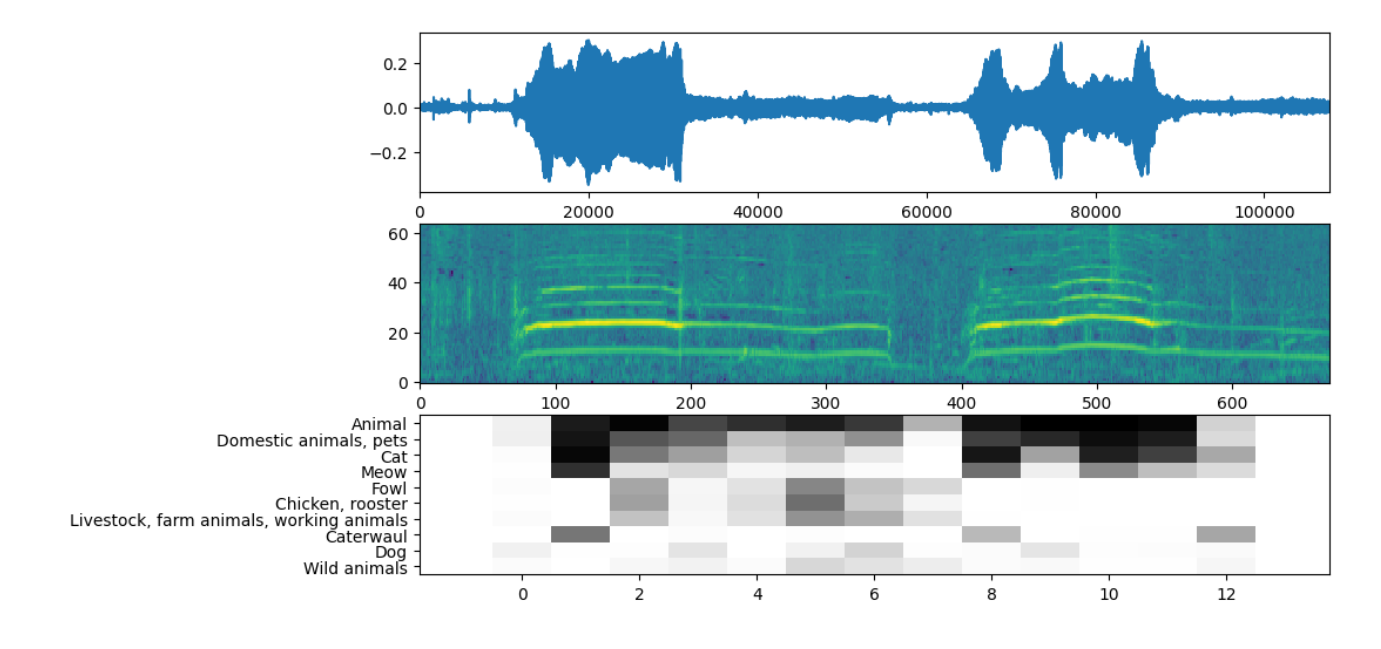 0.2
0.0
−0.2
0 20000 40000 60000 80000 100000
60
40
20
0
0 100 200 300 400 500 600
Animal
Domestic animals, pets
Cat
Meow
Fowl
Chicken, rooster
Livestock, farm animals, working animals
Caterwaul
Dog
Wild animals
0 2 4 6 8 10 12